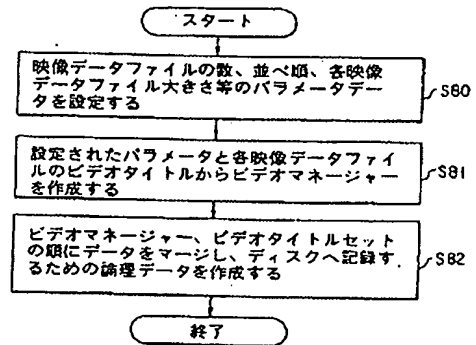 スタート
映像データファイルの数、並べ順、各映像
データファイル大きさ等のパラメータデー
タを設定する
S80
設定されたパラメータと各映像データファイ
ルのビデオタイトルからビデオマネージャー
を作成する
S81
ビデオマネージャー、ビデオタイトルセット
の順にデータをマージし、ディスクへ記録す
るための論理データを作成する
S82
終了